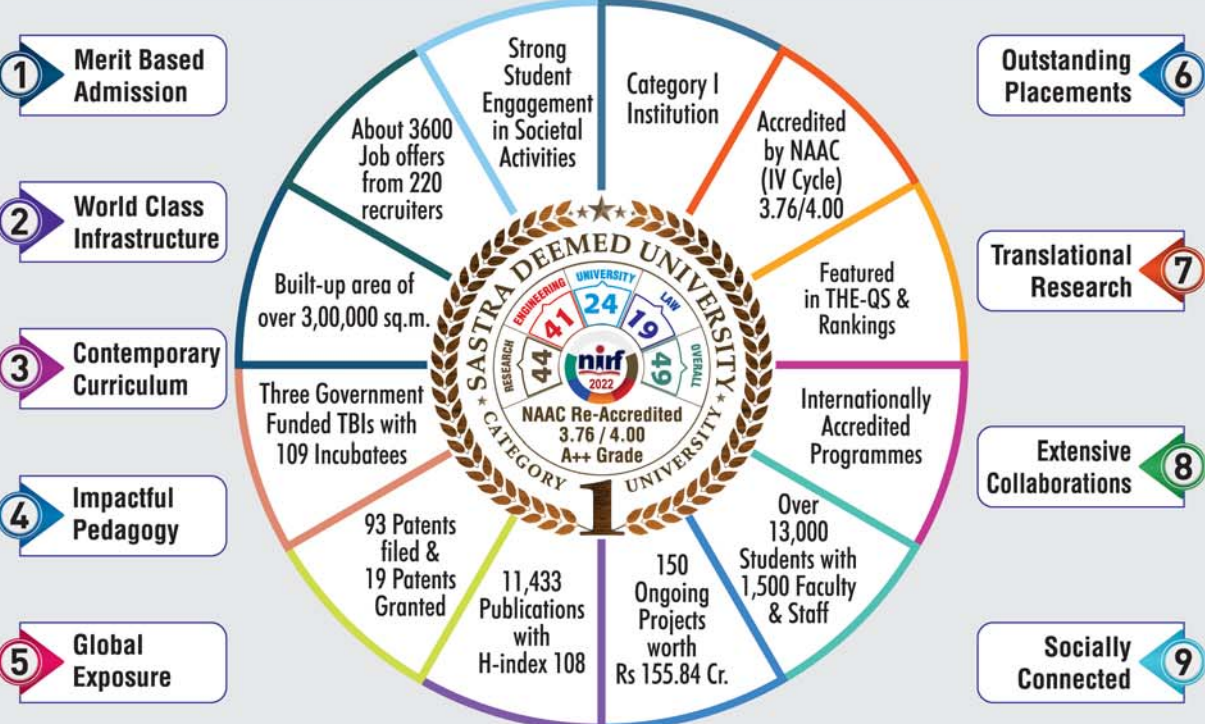 1
Merit Based
Admission
2
World Class
Infrastructure
3
Contemporary
Curriculum
4
Impactful
Pedagogy
5
Global
Exposure
Strong
Student
Engagement
in Societal
Activities
Category I
Institution
Accredited
by NAAC
(IV Cycle)
3.76/4.00
Featured
in THE-QS &
Rankings
Internationally
Accredited
Programmes
Over
13,000
Students with
1,500 Faculty
& Staff
150
Ongoing
Projects
worth
Rs 155.84 Cr.
11,433
Publications
with
H-index 108
93 Patents
filed &
19 Patents
Granted
Three Government
Funded TBIs with
109 Incubatees
Built-up area of
over 3,00,000 sq.m.
About 3600
Job offers
from 220
recruiters
SASTRA DEEMED UNIVERSITY
RESEARCH
44
ENGINEERING
41
UNIVERSITY
24
LAW
19
OVERALL
49
nirf
2022
NAAC Re-Accredited
3.76 / 4.00
A++ Grade
CATEGORY 1 UNIVERSITY
Outstanding
Placements
6
Translational
Research
7
Extensive
Collaborations
8
Socially
Connected
9